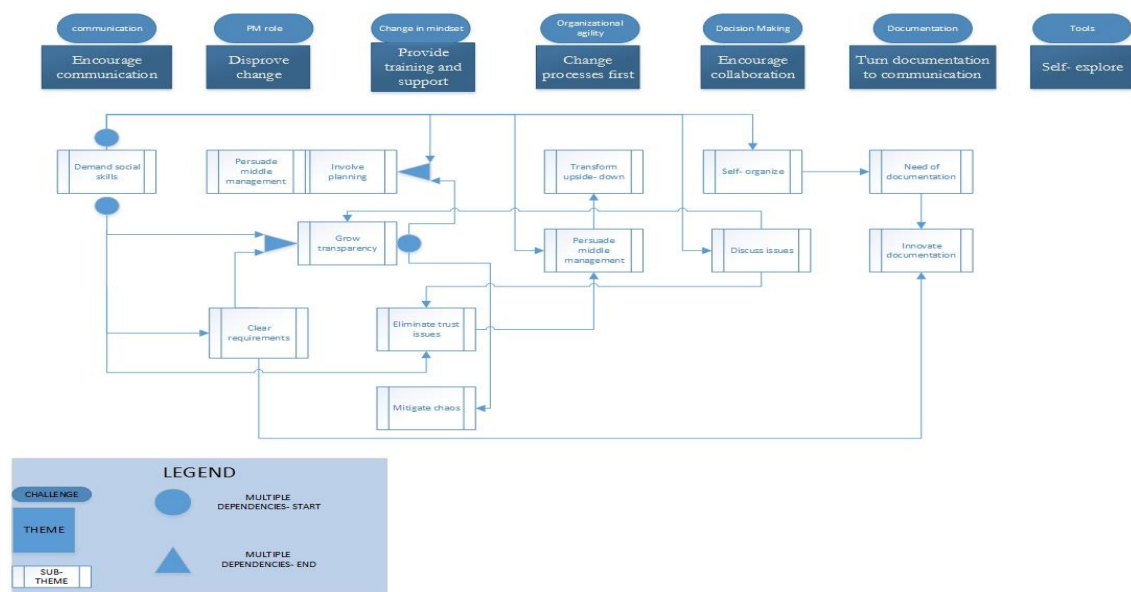 communication
PM role
Change in mindset
Organizational
agility
Decision Making
Documentation
Tools
Encourage
communication
Disprove
change
Provide
training and
support
Change
processes first
Encourage
collaboration
Turn documentation
to communication
Self- explore
Demand social
skills
Persuade
middle
management
Involve
planning
Transform
upside- down
Self- organize
Need of
documentation
Grow
transparency
Persuade
middle
management
Discuss issues
Innovate
documentation
Clear
requirements
Eliminate trust
issues
Mitigate chaos
LEGEND
CHALLENGE
THEME
SUB-
THEME
MULTIPLE
DEPENDENCIES- START
MULTIPLE
DEPENDENCIES- END